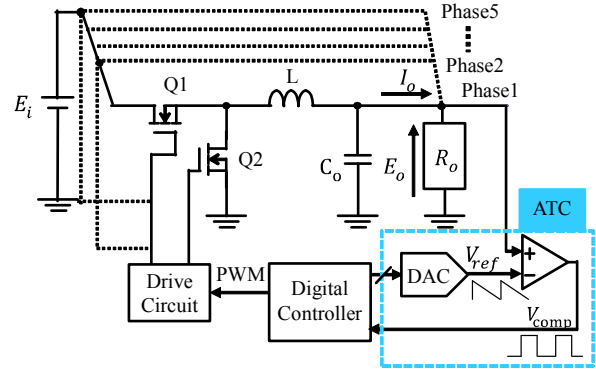 Phase5
Phase2
Phase1
Q1
L
I_o
E_i
Q2
C_o
E_o
R_o
ATC
+
−
V_ref
DAC
PWM
Drive
Circuit
Digital
Controller
V_comp